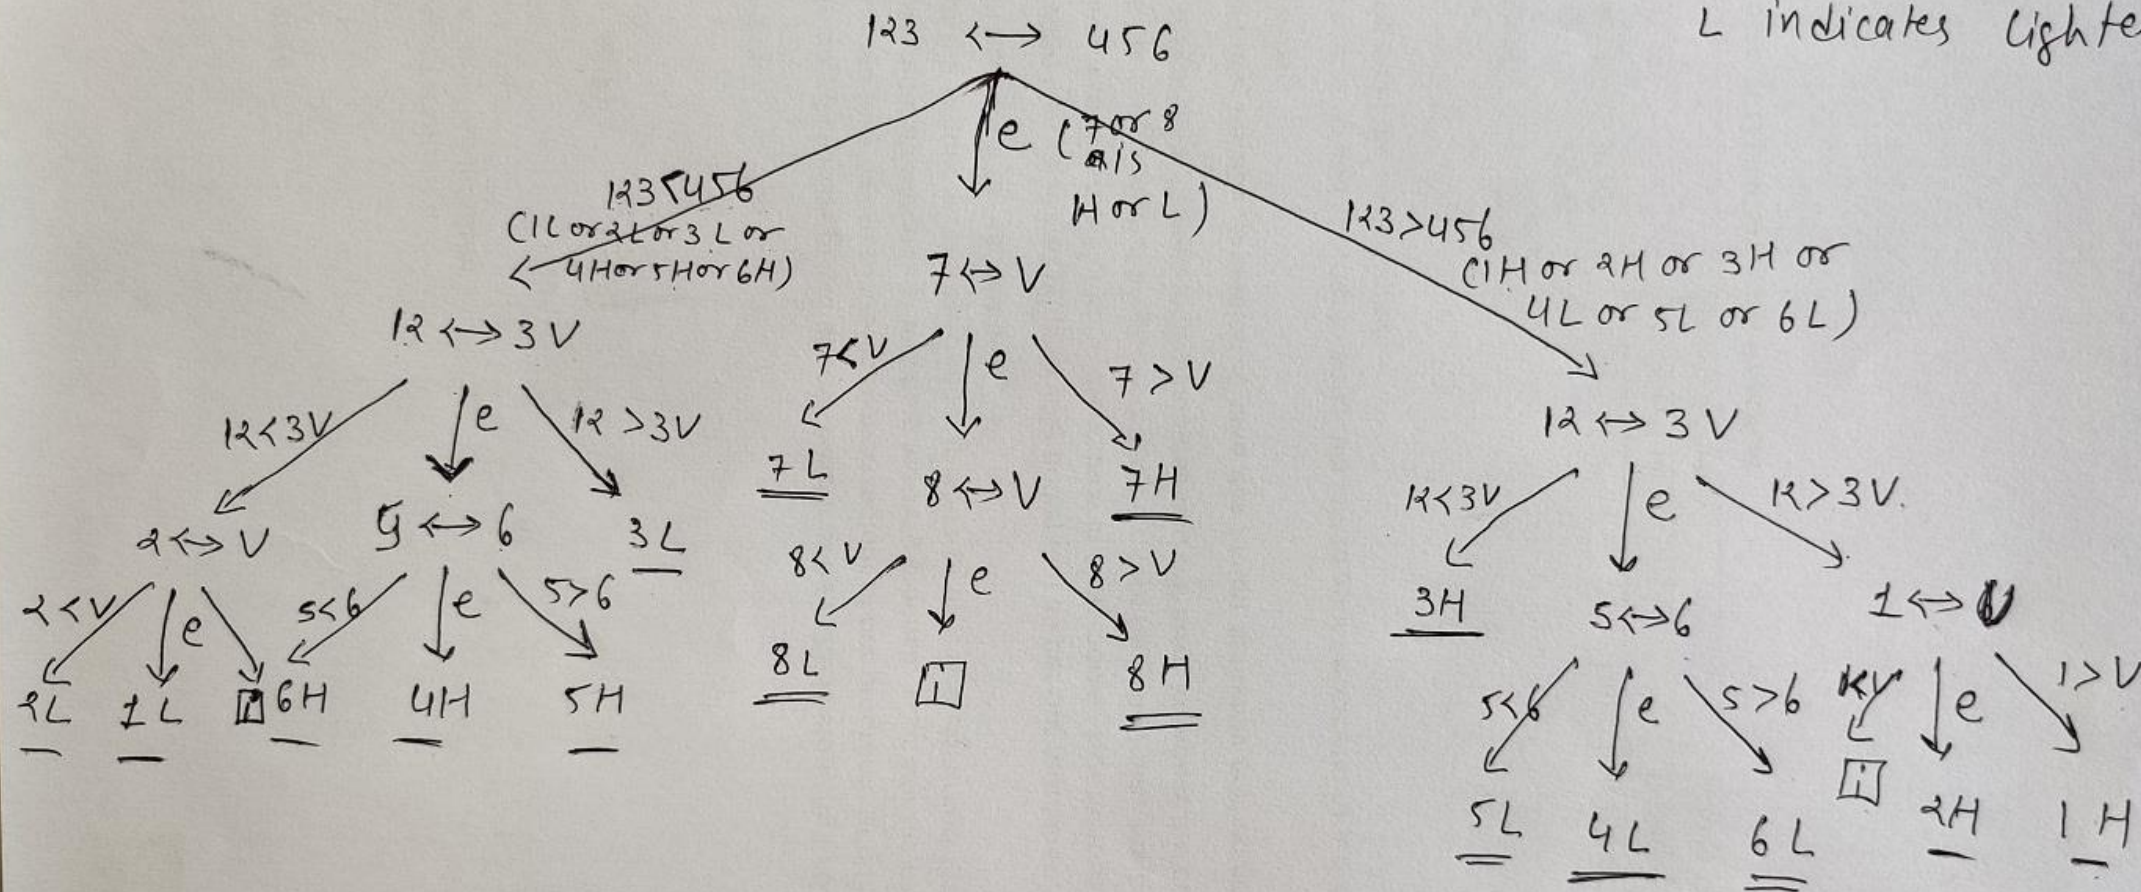 123 <-> 456
L indicates lighte
e (7 or 8
is
H or L)
123<456
(1L or 2L or 3L or
4H or 5H or 6H)
123>456
(1H or 2H or 3H or
4L or 5L or 6L)
7<->V
12<->3V
7<V
e
7>V
12<->3V
12<3V
e
12>3V
7L
8<->V
7H
12<3V
e
12>3V.
2<->V
5<->6
3L
8<V
e
8>V
3H
5<->6
1<->V
2<V
e
5<6
e
5>6
8L
i
8H
5<6
e
5>6
1<V
e
1>V
2L
1L
i
6H
4H
5H
5L
4L
6L
i
2H
1H